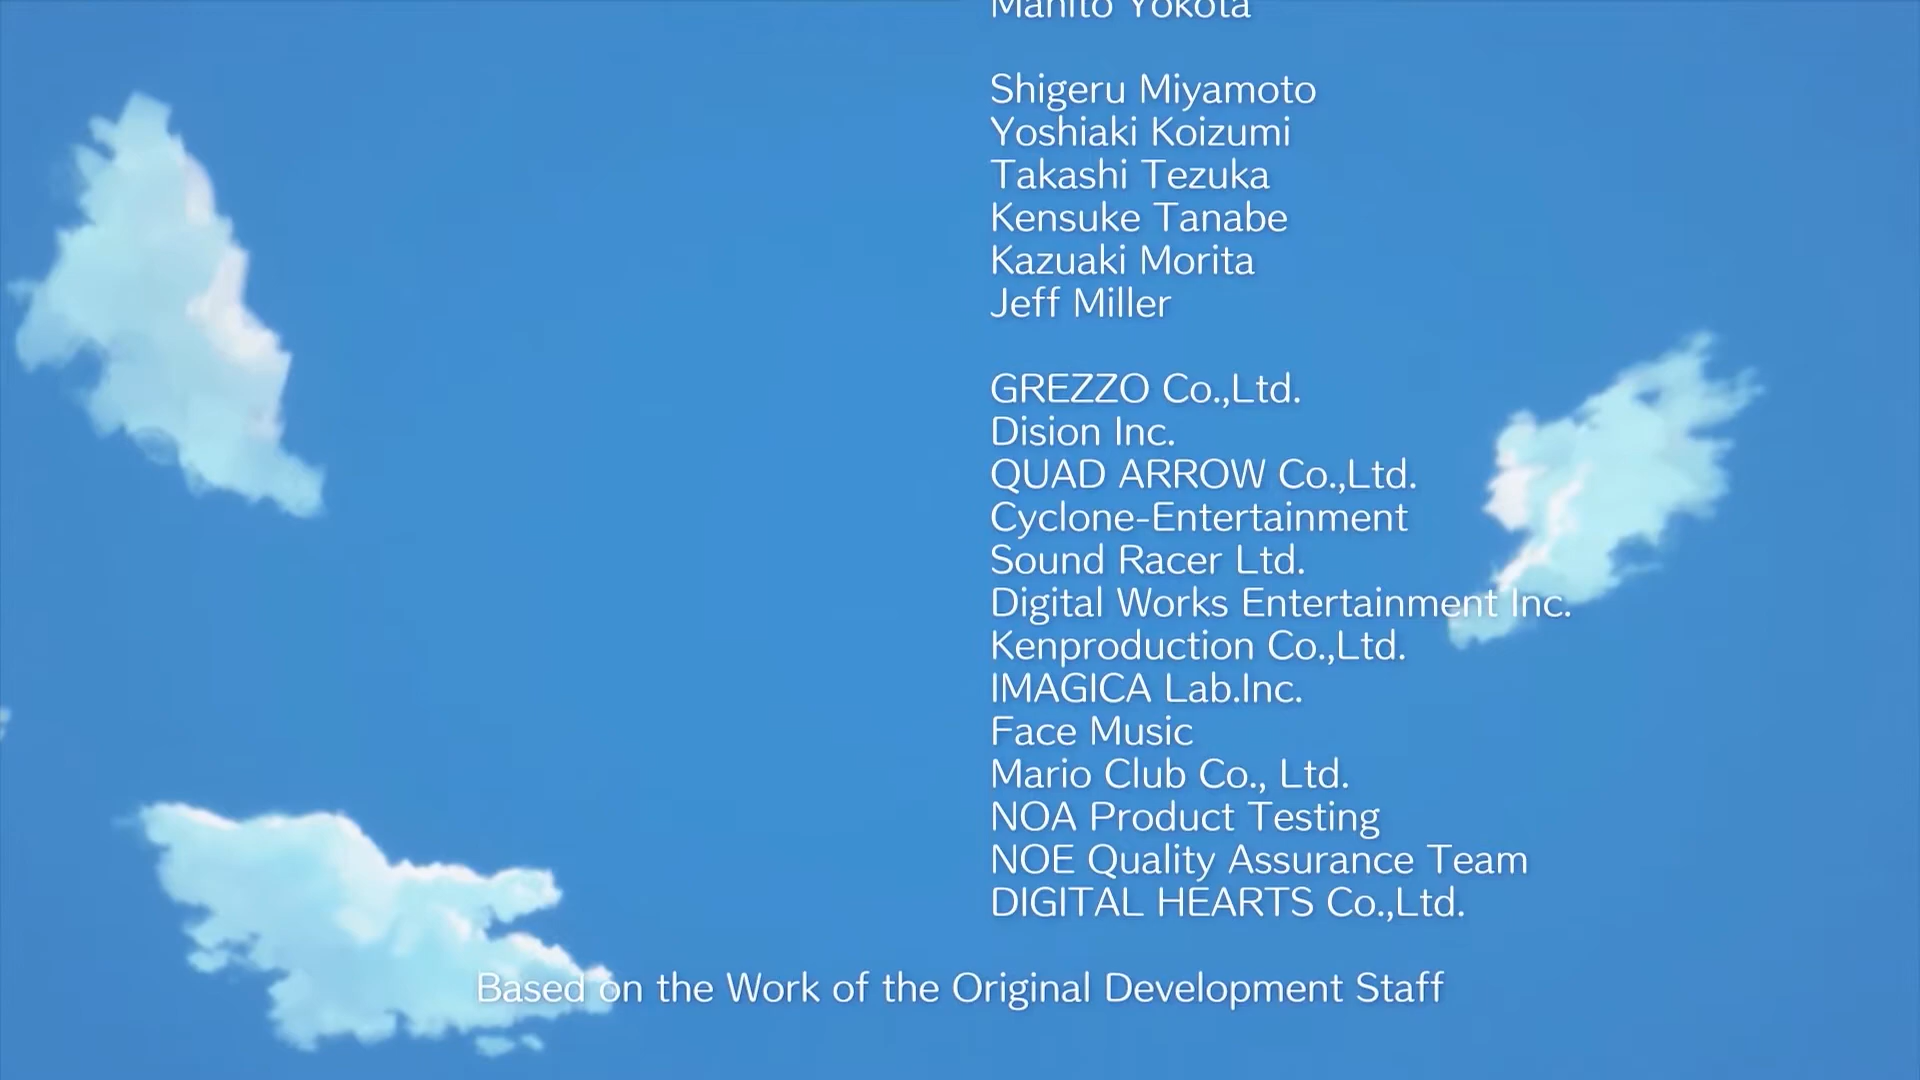 Mahito Yokota
Shigeru Miyamoto
Yoshiaki Koizumi
Takashi Tezuka
Kensuke Tanabe
Kazuaki Morita
Jeff Miller
GREZZO Co.,Ltd.
Dision Inc.
QUAD ARROW Co.,Ltd.
Cyclone-Entertainment
Sound Racer Ltd.
Digital Works Entertainment Inc.
Kenproduction Co.,Ltd.
IMAGICA Lab.Inc.
Face Music
Mario Club Co., Ltd.
NOA Product Testing
NOE Quality Assurance Team
DIGITAL HEARTS Co.,Ltd.
Based on the Work of the Original Development Staff